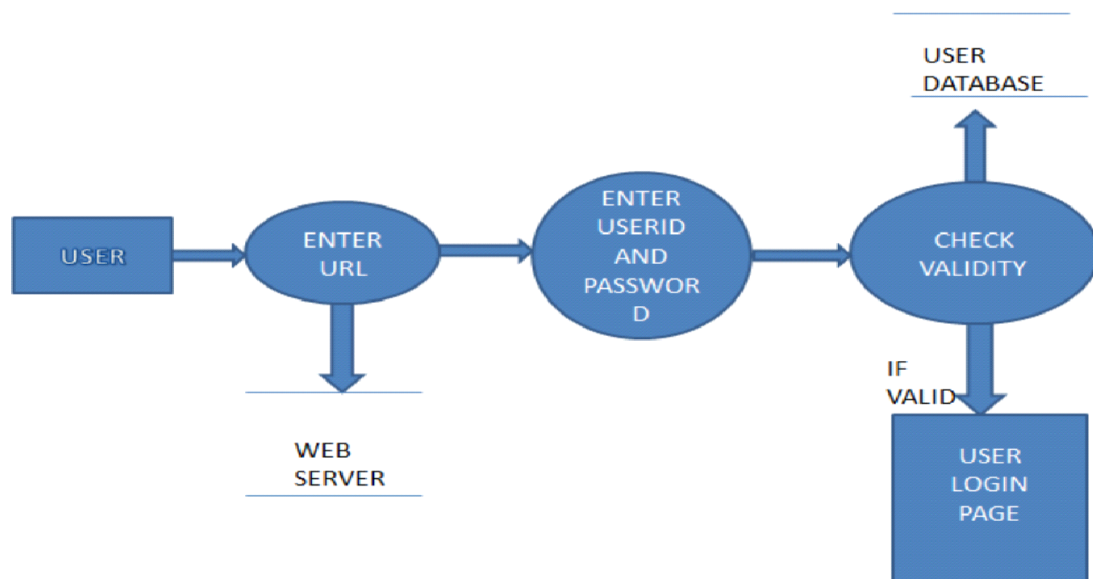 USER
DATABASE
USER
ENTER
URL
ENTER
USERID
AND
PASSWOR
D
CHECK
VALIDITY
WEB
SERVER
IF
VALID
USER
LOGIN
PAGE